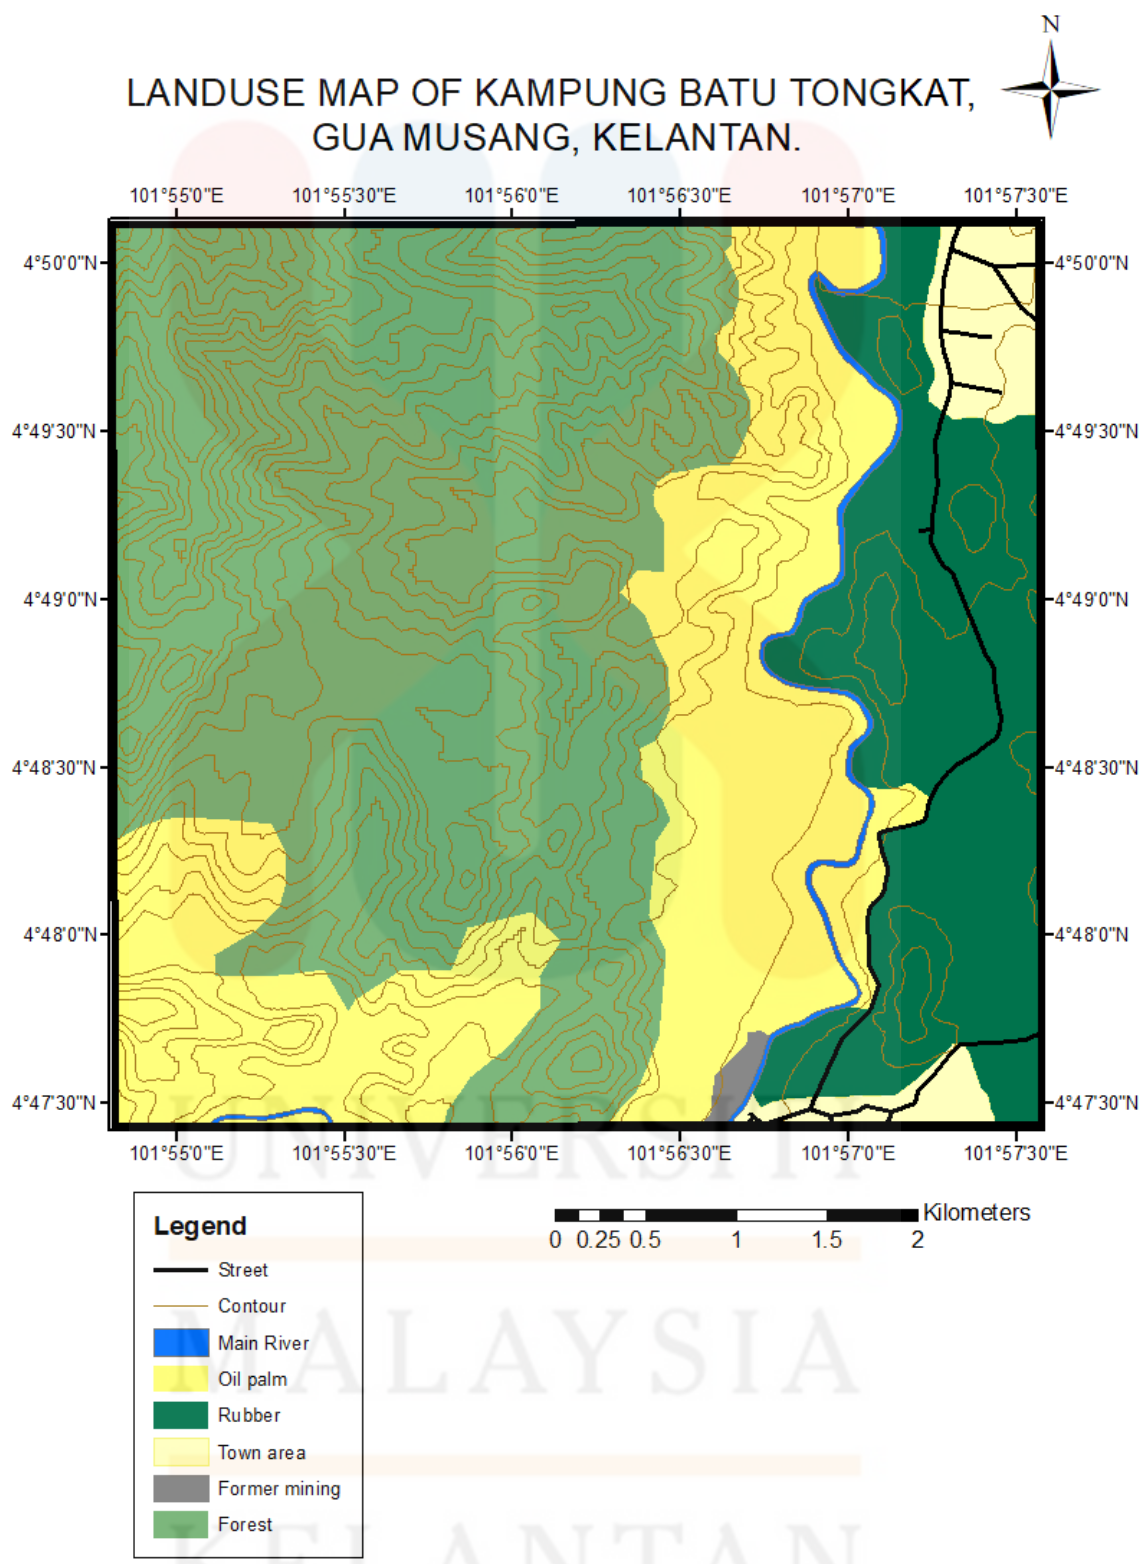 N
LANDUSE MAP OF KAMPUNG BATU TONGKAT,
GUA MUSANG, KELANTAN.
101°55'0"E 101°55'30"E 101°56'0"E 101°56'30"E 101°57'0"E 101°57'30"E
4°50'0"N 4°50'0"N
4°49'30"N 4°49'30"N
4°49'0"N 4°49'0"N
4°48'30"N 4°48'30"N
4°48'0"N 4°48'0"N
4°47'30"N 4°47'30"N
UNIVERSITI
101°55'0"E 101°55'30"E 101°56'0"E 101°56'30"E 101°57'0"E 101°57'30"E
Legend
Street
Contour
Main River
Oil palm
Rubber
Town area
Former mining
Forest
Kilometers
0 0.25 0.5 1 1.5 2
MALAYSIA
KELANTAN